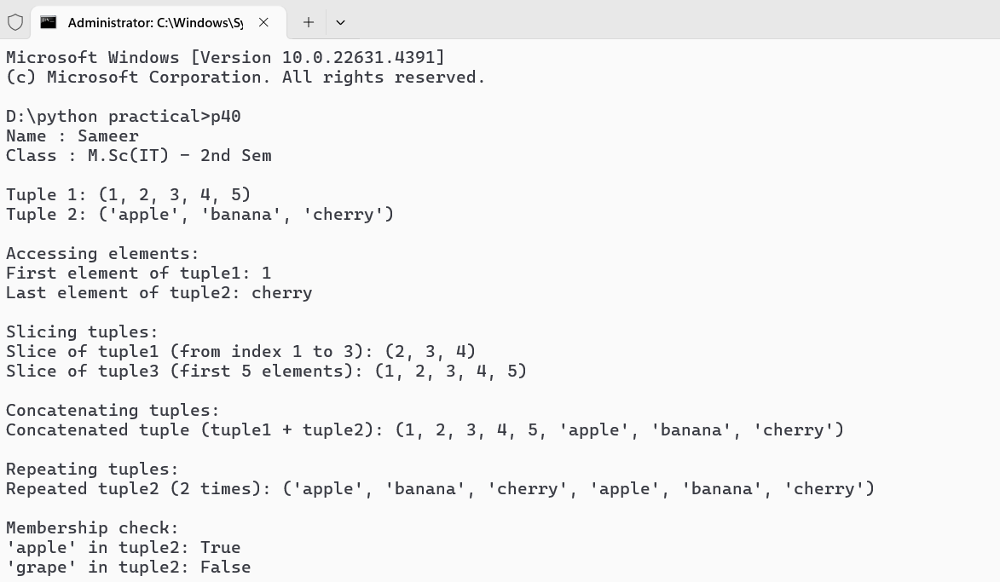 Administrator: C:\Windows\Sy
Microsoft Windows [Version 10.0.22631.4391]
(c) Microsoft Corporation. All rights reserved.
D:\python practical>p40
Name : Sameer
Class : M.Sc(IT) - 2nd Sem
Tuple 1: (1, 2, 3, 4, 5)
Tuple 2: ('apple', 'banana', 'cherry')
Accessing elements:
First element of tuple1: 1
Last element of tuple2: cherry
Slicing tuples:
Slice of tuple1 (from index 1 to 3): (2, 3, 4)
Slice of tuple3 (first 5 elements): (1, 2, 3, 4, 5)
Concatenating tuples:
Concatenated tuple (tuple1 + tuple2): (1, 2, 3, 4, 5, 'apple', 'banana', 'cherry')
Repeating tuples:
Repeated tuple2 (2 times): ('apple', 'banana', 'cherry', 'apple', 'banana', 'cherry')
Membership check:
'apple' in tuple2: True
'grape' in tuple2: False